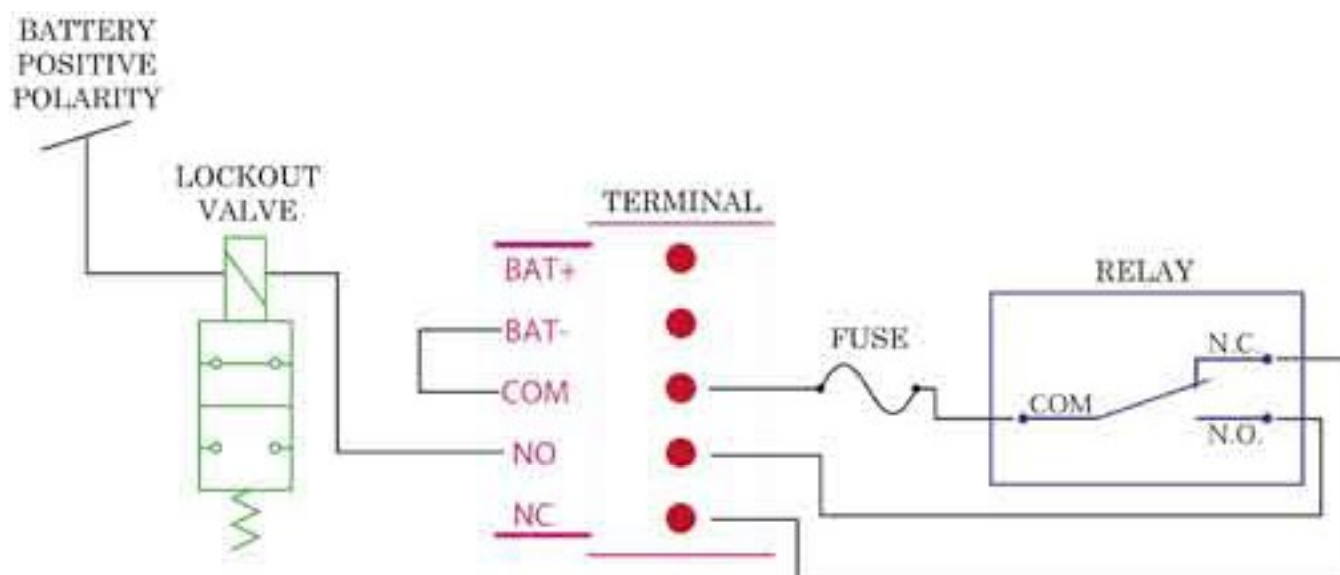 BATTERY
POSITIVE
POLARITY
LOCKOUT
VALVE
TERMINAL
BAT+
BAT-
COM
NO
NC
FUSE
RELAY
N.C.
COM
N.O.